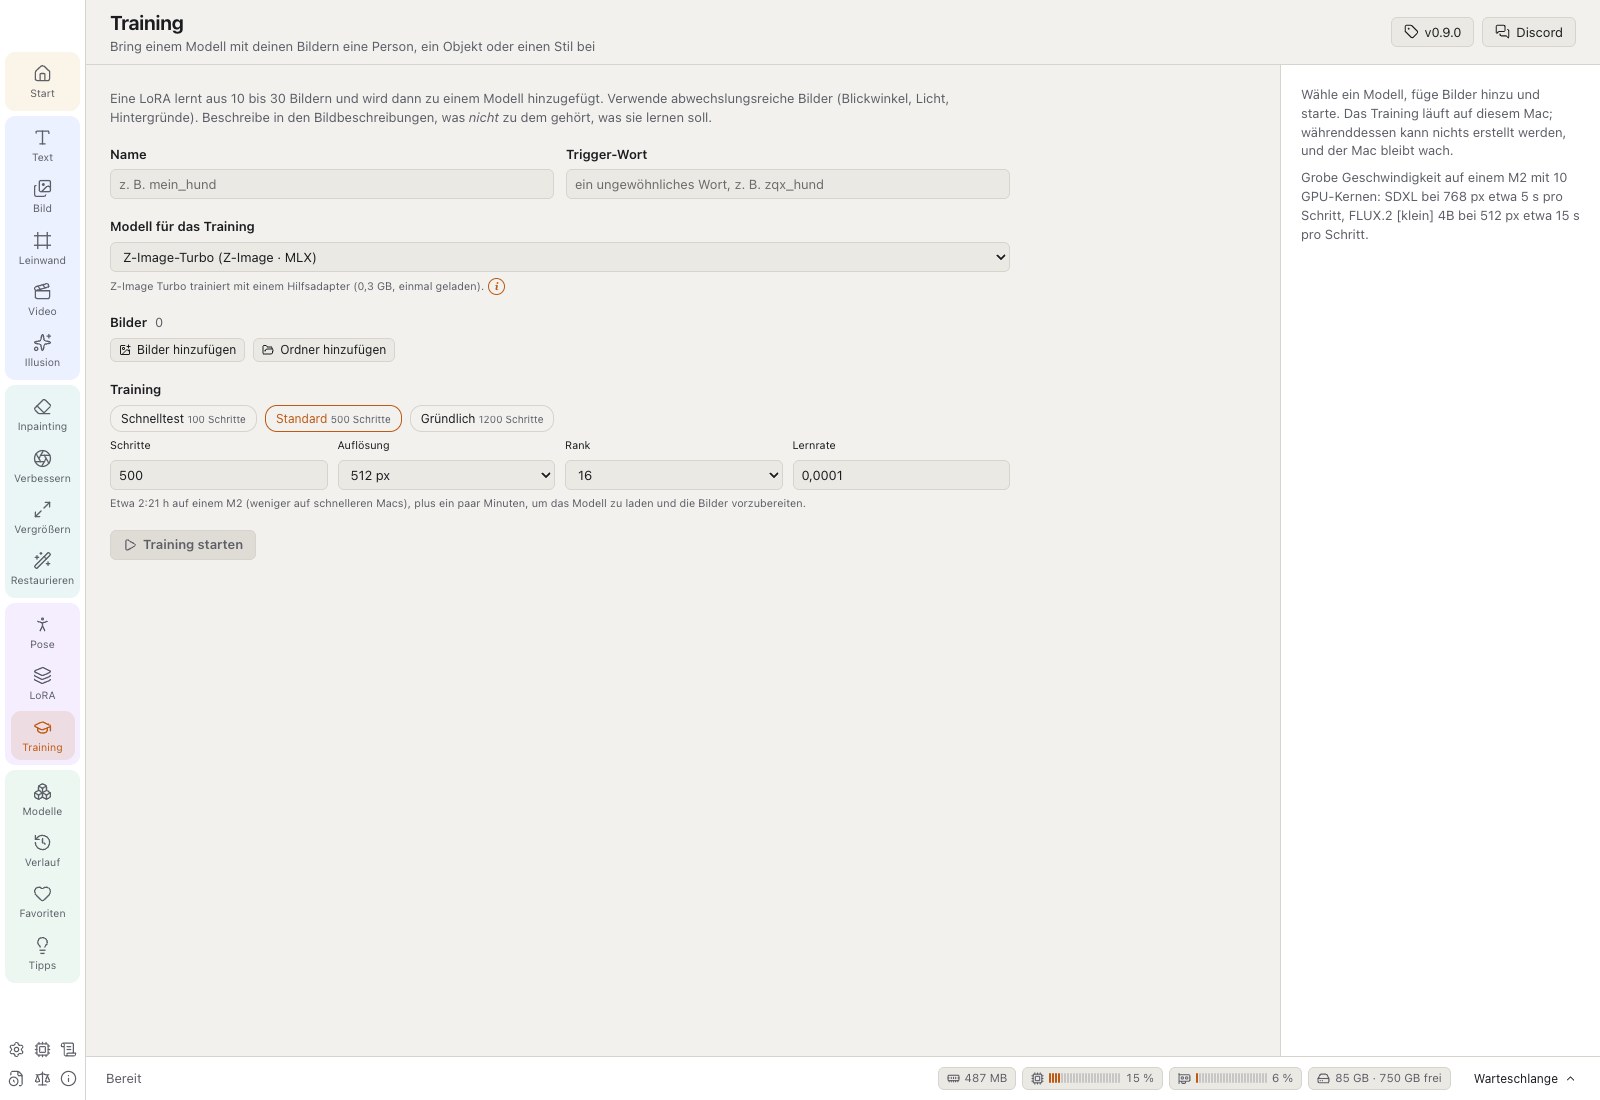 Training
Bring einem Modell mit deinen Bildern eine Person, ein Objekt oder einen Stil bei
v0.9.0
Discord
Start
Text
Bild
Leinwand
Video
Illusion
Inpainting
Verbessern
Vergrößern
Restaurieren
Pose
LoRA
Training
Modelle
Verlauf
Favoriten
Tipps
Eine LoRA lernt aus 10 bis 30 Bildern und wird dann zu einem Modell hinzugefügt. Verwende abwechslungsreiche Bilder (Blickwinkel, Licht,
Hintergründe). Beschreibe in den Bildbeschreibungen, was nicht zu dem gehört, was sie lernen soll.
Name
Trigger-Wort
z. B. mein_hund
ein ungewöhnliches Wort, z. B. zqx_hund
Modell für das Training
Z-Image-Turbo (Z-Image · MLX)
Z-Image Turbo trainiert mit einem Hilfsadapter (0,3 GB, einmal geladen). i
Bilder 0
Bilder hinzufügen
Ordner hinzufügen
Training
Schnelltest 100 Schritte
Standard 500 Schritte
Gründlich 1200 Schritte
Schritte
Auflösung
Rank
Lernrate
500
512 px
16
0,0001
Etwa 2:21 h auf einem M2 (weniger auf schnelleren Macs), plus ein paar Minuten, um das Modell zu laden und die Bilder vorzubereiten.
Training starten
Wähle ein Modell, füge Bilder hinzu und
starte. Das Training läuft auf diesem Mac;
währenddessen kann nichts erstellt werden,
und der Mac bleibt wach.
Grobe Geschwindigkeit auf einem M2 mit 10
GPU-Kernen: SDXL bei 768 px etwa 5 s pro
Schritt, FLUX.2 [klein] 4B bei 512 px etwa 15 s
pro Schritt.
Bereit
487 MB
15 %
6 %
85 GB · 750 GB frei
Warteschlange